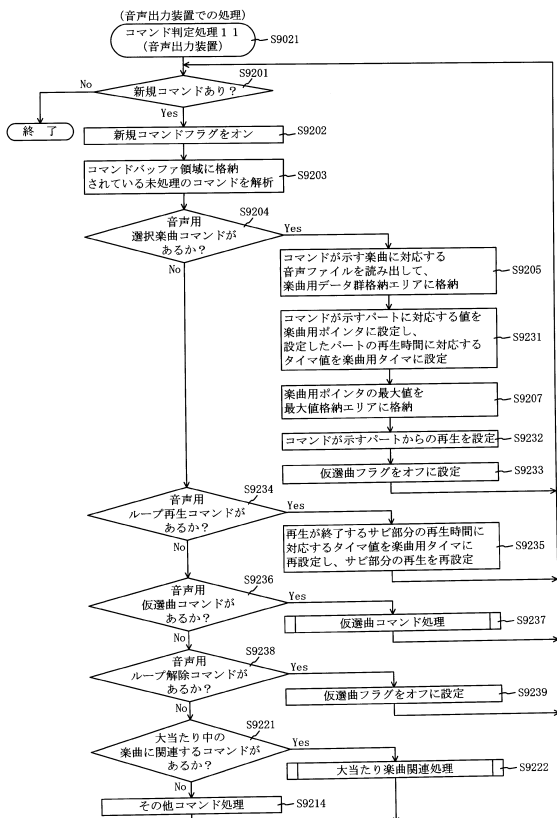 (音声出力装置での処理)
コマンド判定処理11
(音声出力装置)
S9021
S9201
新規コマンドあり?
No
Yes
終 了
新規コマンドフラグをオン
S9202
コマンドバッファ領域に格納
されている未処理のコマンドを解析
S9203
S9204
音声用
選択楽曲コマンドが
あるか?
Yes
No
コマンドが示す楽曲に対応する
音声ファイルを読み出して、
楽曲用データ群格納エリアに格納
S9205
コマンドが示すパートに対応する値を
楽曲用ポインタに設定し、
設定したパートの再生時間に対応する
タイマ値を楽曲用タイマに設定
S9231
楽曲用ポインタの最大値を
最大値格納エリアに格納
S9207
コマンドが示すパートからの再生を設定
S9232
仮選曲フラグをオフに設定
S9233
S9234
音声用
ループ再生コマンドが
あるか?
Yes
No
再生が終了するサビ部分の再生時間に
対応するタイマ値を楽曲用タイマに
再設定し、サビ部分の再生を再設定
S9235
S9236
音声用
仮選曲コマンドが
あるか?
Yes
No
仮選曲コマンド処理
S9237
S9238
音声用
ループ解除コマンドが
あるか?
Yes
No
仮選曲フラグをオフに設定
S9239
S9221
大当たり中の
楽曲に関連するコマンドが
あるか?
Yes
No
大当たり楽曲関連処理
S9222
その他コマンド処理
S9214